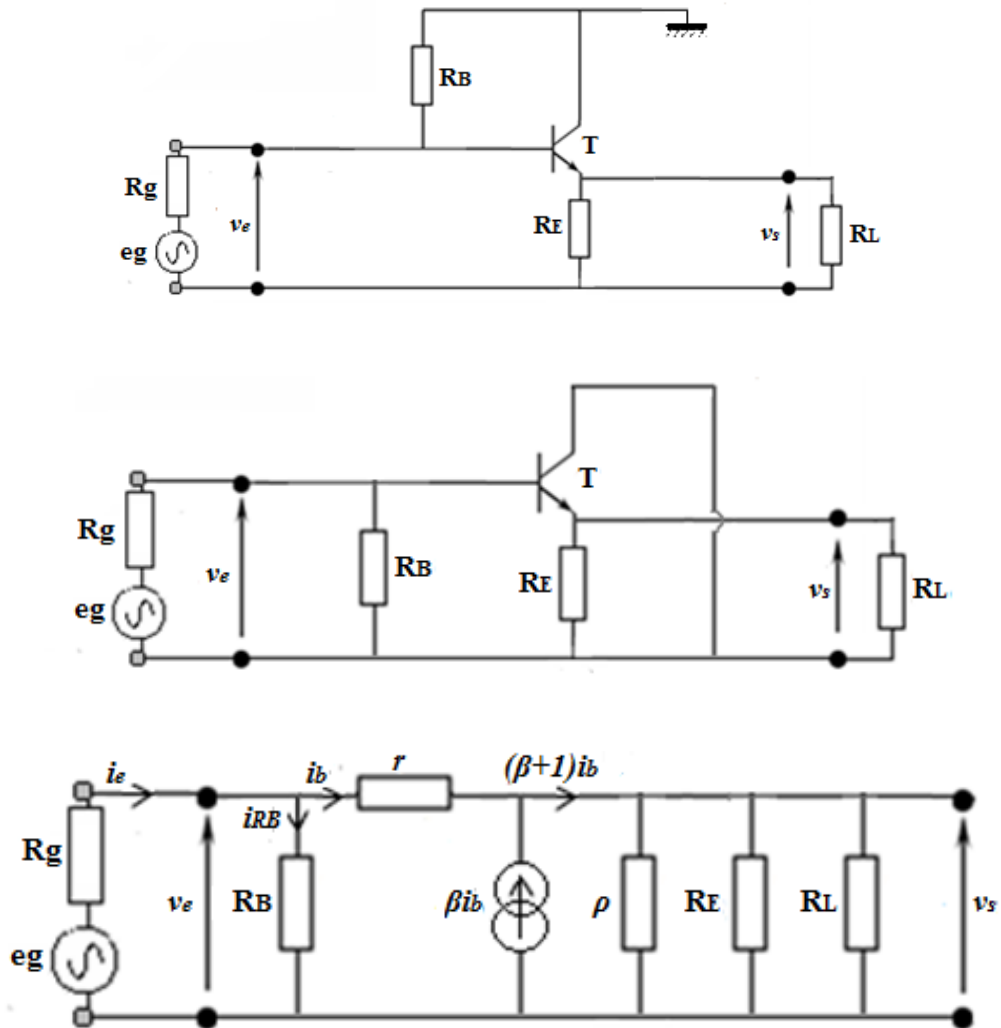 RB
T
Rg
ve
RE
vs
RL
eg
T
Rg
RB
RE
ve
vs
RL
eg
ie
ib
r
(β+1)ib
iRB
Rg
ve
RB
βib
ρ
RE
RL
vs
eg